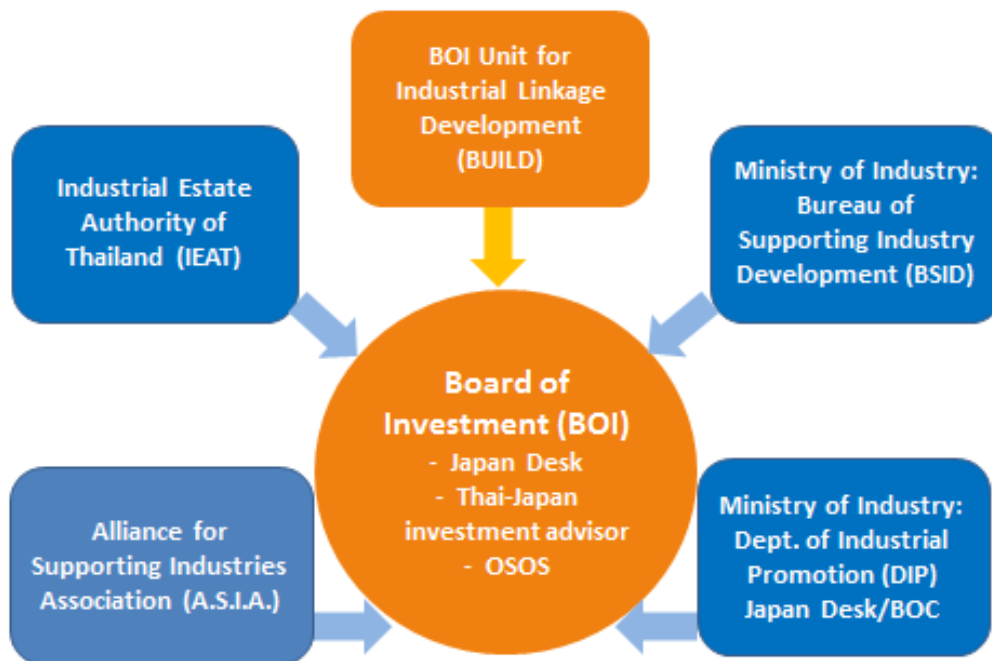 BOI Unit for
Industrial Linkage
Development
(BUILD)
Industrial Estate
Authority of
Thailand (IEAT)
Ministry of Industry:
Bureau of
Supporting Industry
Development (BSID)
Board of
Investment (BOI)
- Japan Desk
- Thai-Japan
investment advisor
- OSOS
Alliance for
Supporting Industries
Association (A.S.I.A.)
Ministry of Industry:
Dept. of Industrial
Promotion (DIP)
Japan Desk/BOC